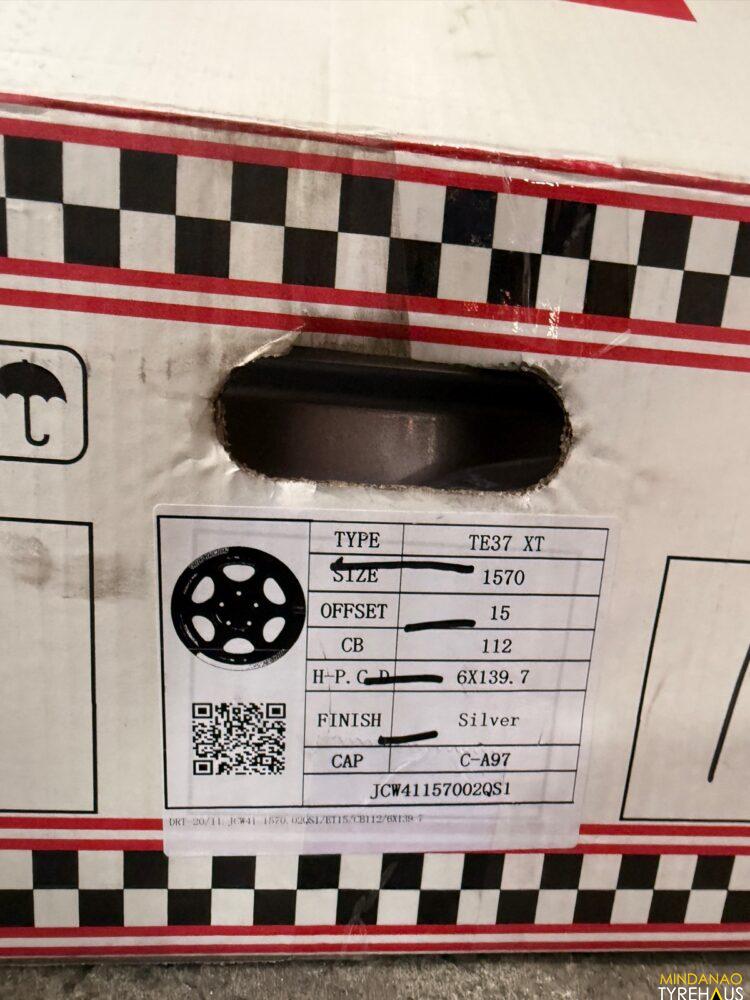 TYPE TE37 XT
SIZE 1570
OFFSET 15
CB 112
H-P.C.D 6X139.7
FINISH Silver
CAP C-A97
JCW41157002QS1
DRT-20/11 JCW41 1570.02QS1/ET15/CB112/6X139.7
MINDANAO
TYREHAUS